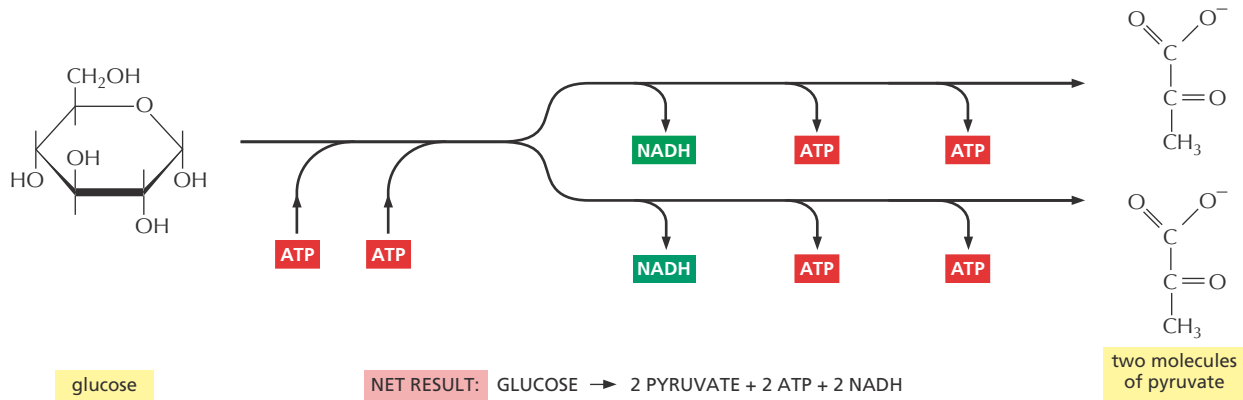 CH₂OH
O
OH
HO
OH
OH
glucose
ATP
ATP
NADH
ATP
ATP
NADH
ATP
ATP
O
O⁻
C
C=O
CH₃
O
O⁻
C
C=O
CH₃
two molecules
of pyruvate
NET RESULT: GLUCOSE → 2 PYRUVATE + 2 ATP + 2 NADH